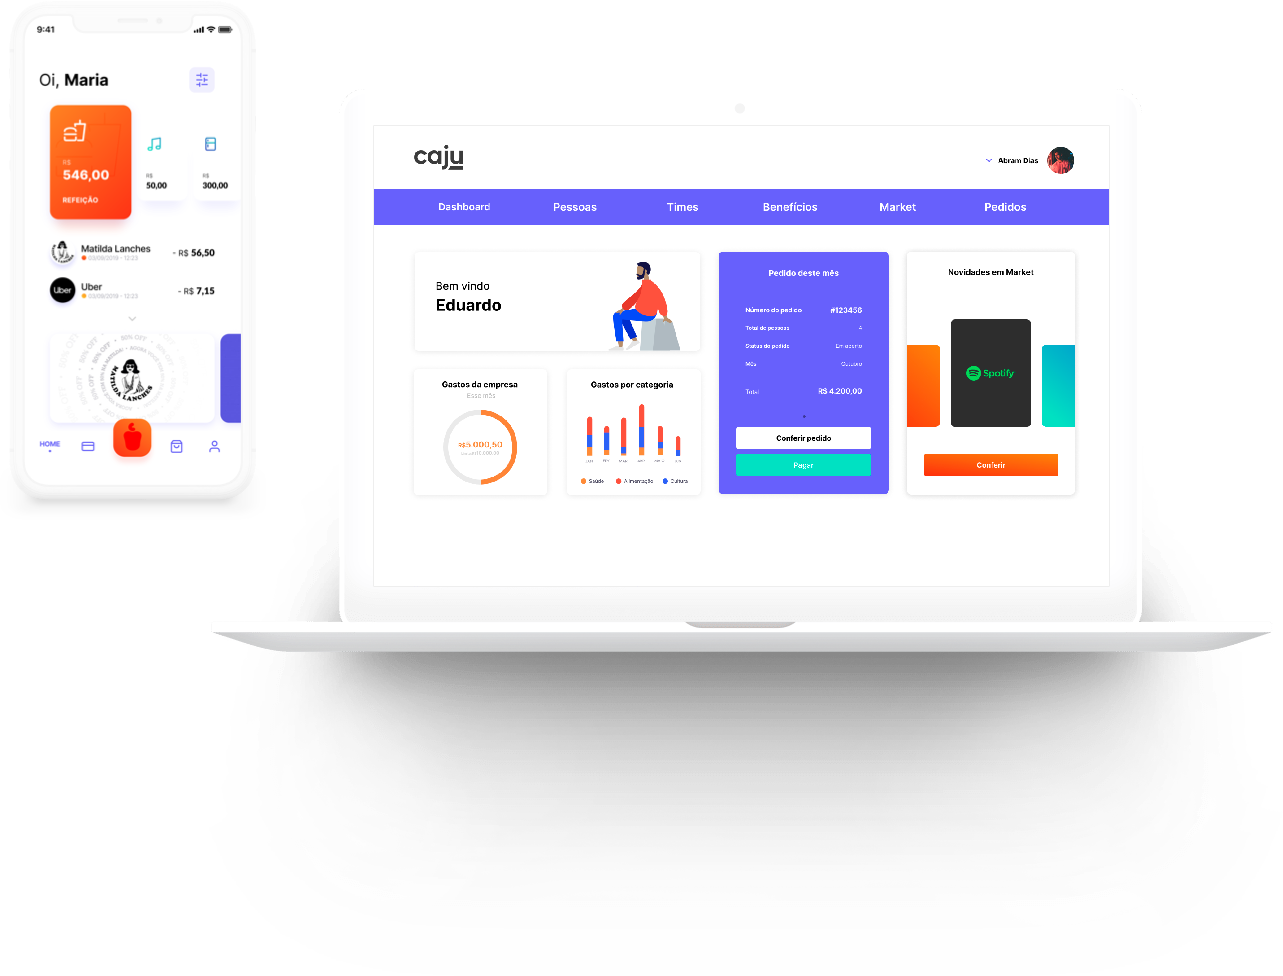 9:41
Oi, Maria
R$
546,00
REFEIÇÃO
R$
50,00
R$
300,00
Matilda Lanches
03/09/2019 - 12:23
- R$ 56,50
Uber
Uber
03/09/2019 - 12:23
- R$ 7,15
50% OFF
MATILDA LANCHES
HOME
caju
Abram Dias
Dashboard
Pessoas
Times
Benefícios
Market
Pedidos
Bem vindo
Eduardo
Gastos da empresa
Esse mês
R$5 000,50
Gastos por categoria
Saúde
Alimentação
Cultura
Pedido deste mês
Número do pedido
#123456
Total de pessoas
4
Status do pedido
Em aberto
Mês
Outubro
Total
R$ 4.200,00
Conferir pedido
Pagar
Novidades em Market
Spotify
Conferir